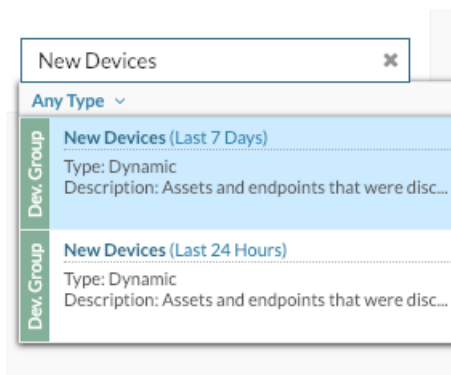 New Devices ✖
Any Type
Dev. Group
New Devices (Last 7 Days)
Type: Dynamic
Description: Assets and endpoints that were disc...
Dev. Group
New Devices (Last 24 Hours)
Type: Dynamic
Description: Assets and endpoints that were disc...